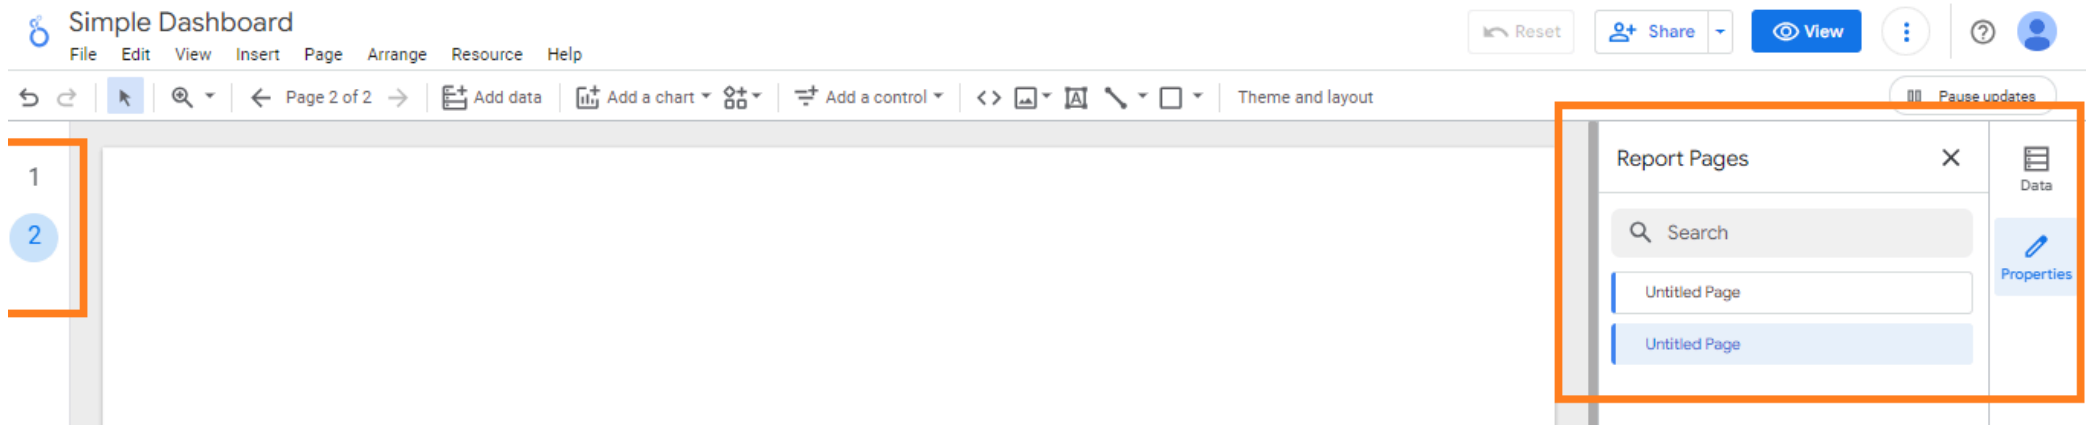 Simple Dashboard
File Edit View Insert Page Arrange Resource Help
Reset Share View
Page 2 of 2 Add data Add a chart Add a control Theme and layout Pause updates
1
2
Report Pages
Search
Untitled Page
Untitled Page
Data
Properties